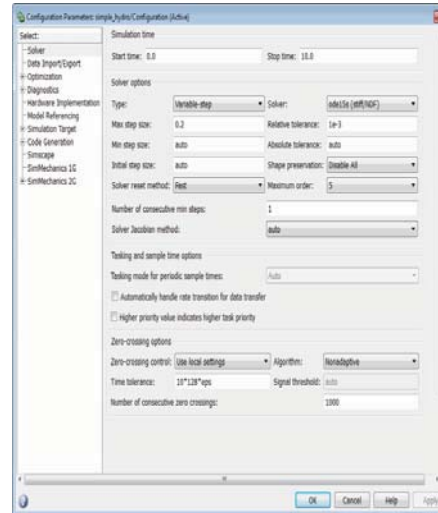 Configuration Parameters: simple_hydro/Configuration (Active)
Select:
Solver
Data Import/Export
Optimization
Diagnostics
Hardware Implementation
Model Referencing
Simulation Target
Code Generation
Simscape
SimMechanics 1G
SimMechanics 2G
Simulation time
Start time: 0.0 Stop time: 10.0
Solver options
Type: Variable-step Solver: ode15s (stiff/NDF)
Max step size: 0.2 Relative tolerance: 1e-3
Min step size: auto Absolute tolerance: auto
Initial step size: auto Shape preservation: Disable All
Solver reset method: Fast Maximum order: 5
Number of consecutive min steps: 1
Solver Jacobian method: auto
Tasking and sample time options
Tasking mode for periodic sample times: Auto
Automatically handle rate transition for data transfer
Higher priority value indicates higher task priority
Zero-crossing options
Zero-crossing control: Use local settings Algorithm: Nonadaptive
Time tolerance: 10*128*eps Signal threshold: auto
Number of consecutive zero crossings: 1000
OK Cancel Help Apply